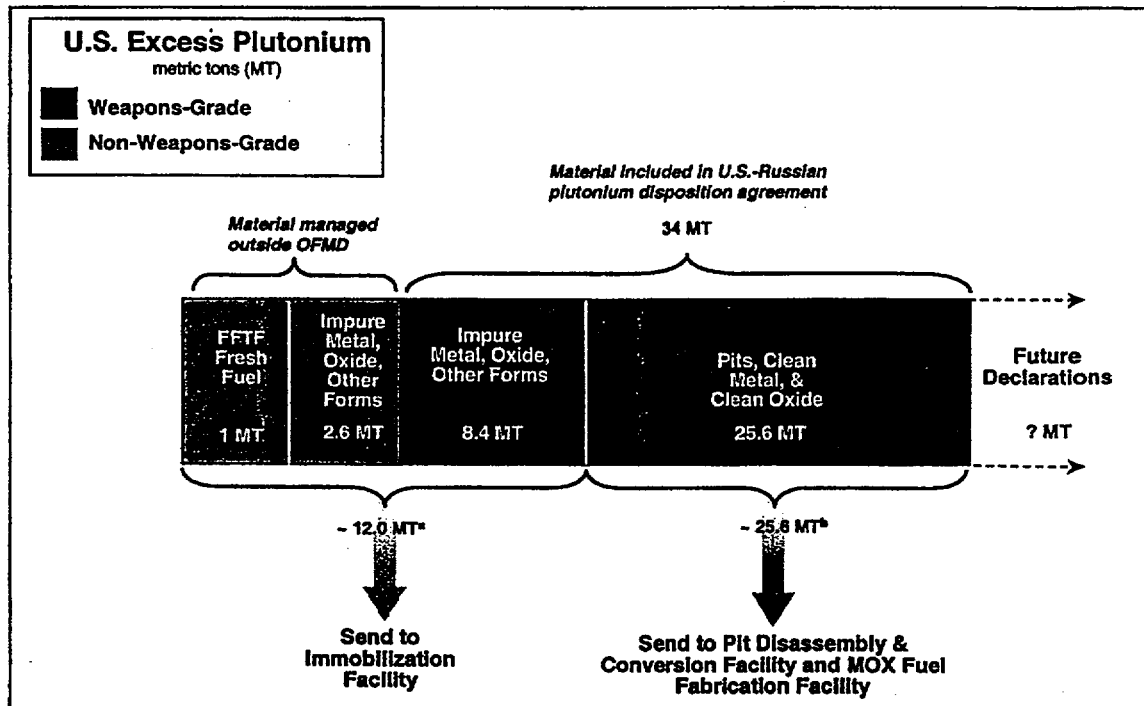 U.S. Excess Plutonium
metric tons (MT)
Weapons-Grade
Non-Weapons-Grade
Material included in U.S.-Russian
plutonium disposition agreement
34 MT
Material managed
outside OFMD
FFTF
Fresh
Fuel
1 MT
Impure
Metal,
Oxide,
Other
Forms
2.6 MT
Impure
Metal, Oxide,
Other Forms
8.4 MT
Pits, Clean
Metal, &
Clean Oxide
25.6 MT
Future
Declarations
? MT
~ 12.0 MTᵃ
~ 25.6 MTᵇ
Send to
Immobilization
Facility
Send to Pit Disassembly &
Conversion Facility and MOX Fuel
Fabrication Facility